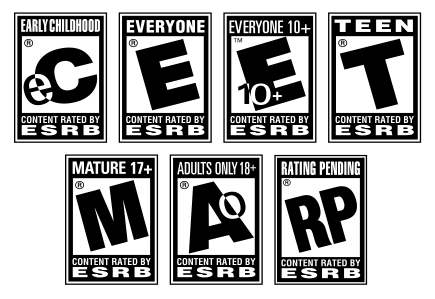 EARLY CHILDHOOD
®
eC
CONTENT RATED BY
ESRB
EVERYONE
®
E
CONTENT RATED BY
ESRB
EVERYONE 10+
™
E
10+
CONTENT RATED BY
ESRB
TEEN
®
T
CONTENT RATED BY
ESRB
MATURE 17+
®
M
CONTENT RATED BY
ESRB
ADULTS ONLY 18+
®
AO
CONTENT RATED BY
ESRB
RATING PENDING
®
RP
CONTENT RATED BY
ESRB